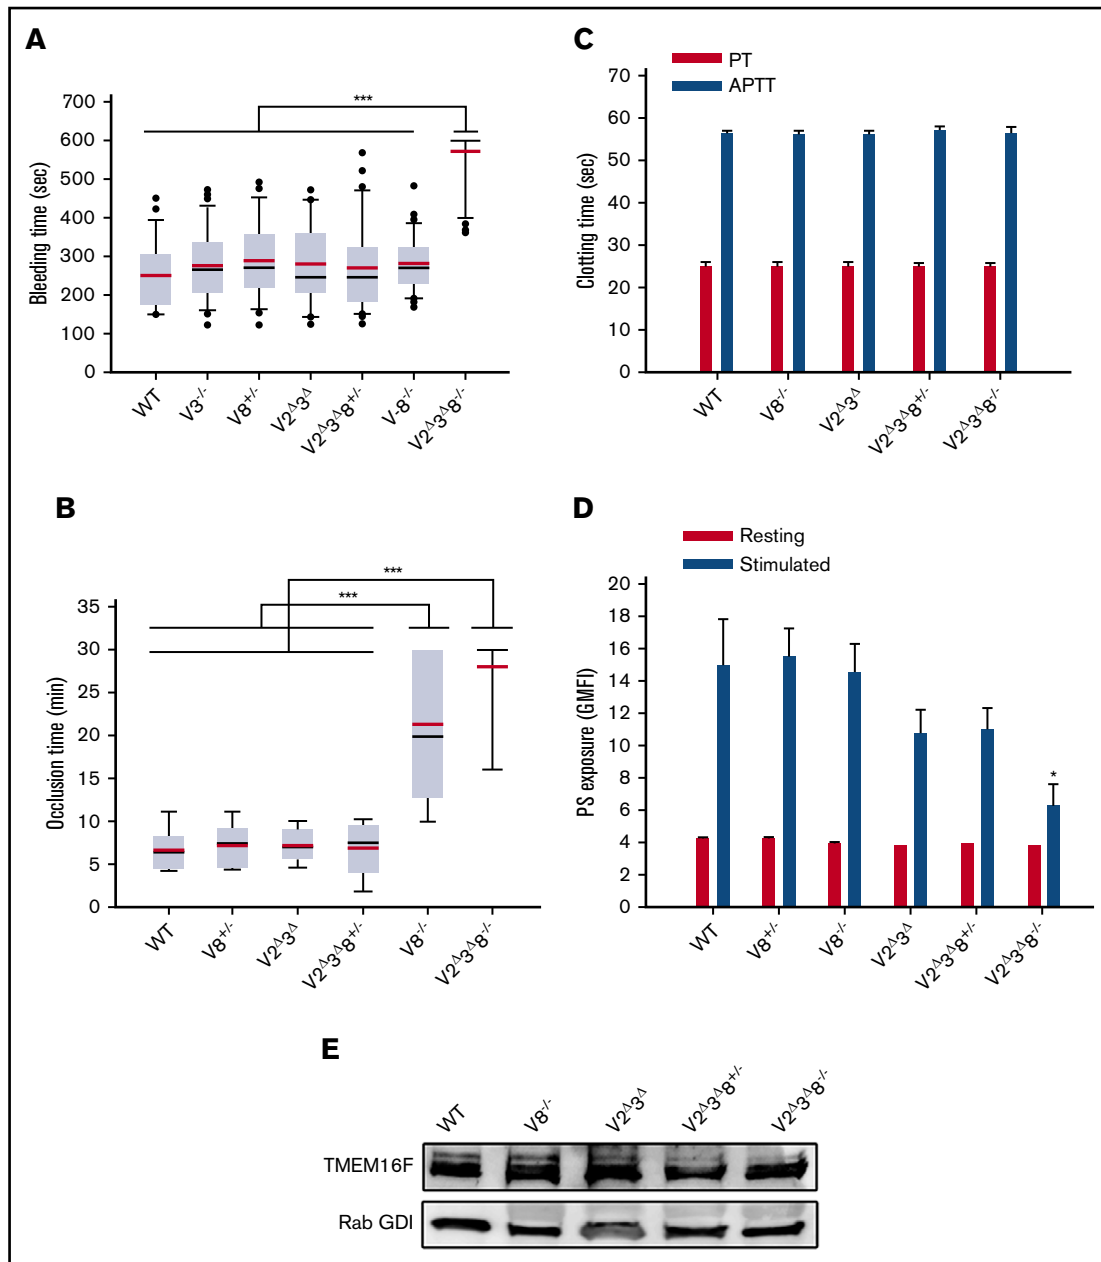 A
Bleeding time (sec)
700
600
500
400
300
200
100
0
***
WT
V3-/-
V8+/-
V2Δ3Δ
V2Δ3Δ8+/-
V-8-/-
V2Δ3Δ8-/-
C
PT
APTT
Clotting time (sec)
70
60
50
40
30
20
10
0
WT
V8-/-
V2Δ3Δ
V2Δ3Δ8+/-
V2Δ3Δ8-/-
B
Occlusion time (min)
35
30
25
20
15
10
5
0
***
***
WT
V8+/-
V2Δ3Δ
V2Δ3Δ8+/-
V8-/-
V2Δ3Δ8-/-
D
Resting
Stimulated
PS exposure (GMFI)
20
18
16
14
12
10
8
6
4
2
0
*
WT
V8+/-
V8-/-
V2Δ3Δ
V2Δ3Δ8+/-
V2Δ3Δ8-/-
E
WT
V8-/-
V2Δ3Δ
V2Δ3Δ8+/-
V2Δ3Δ8-/-
TMEM16F
Rab GDI